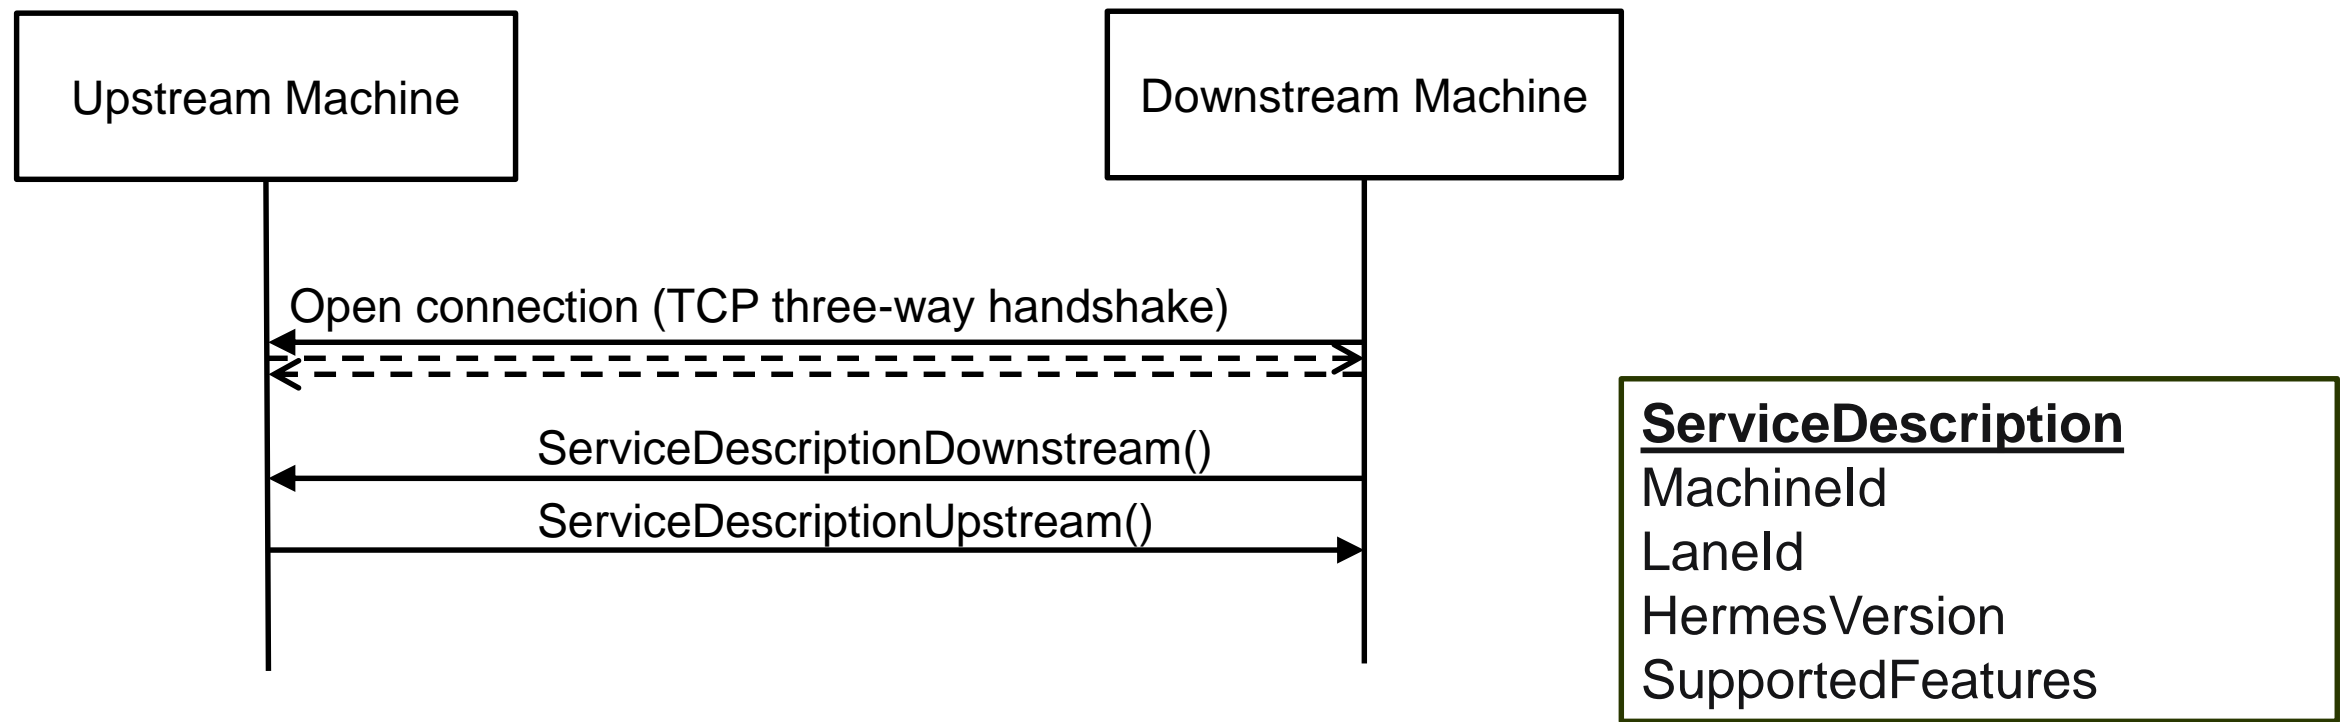 Upstream Machine
Downstream Machine
Open connection (TCP three-way handshake)
ServiceDescriptionDownstream()
ServiceDescriptionUpstream()
ServiceDescription
MachineId
LaneId
HermesVersion
SupportedFeatures